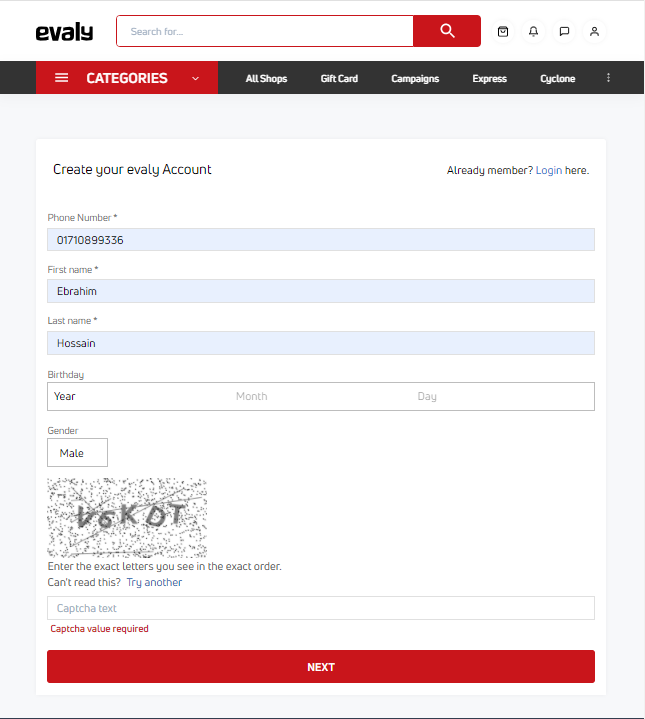 evaly
Search for...
CATEGORIES All Shops Gift Card Campaigns Express Cyclone
Create your evaly Account Already member? Login here.
Phone Number *
01710899336
First name *
Ebrahim
Last name *
Hossain
Birthday
Year Month Day
Gender
Male
Enter the exact letters you see in the exact order.
Can't read this? Try another
Captcha text
Captcha value required
NEXT